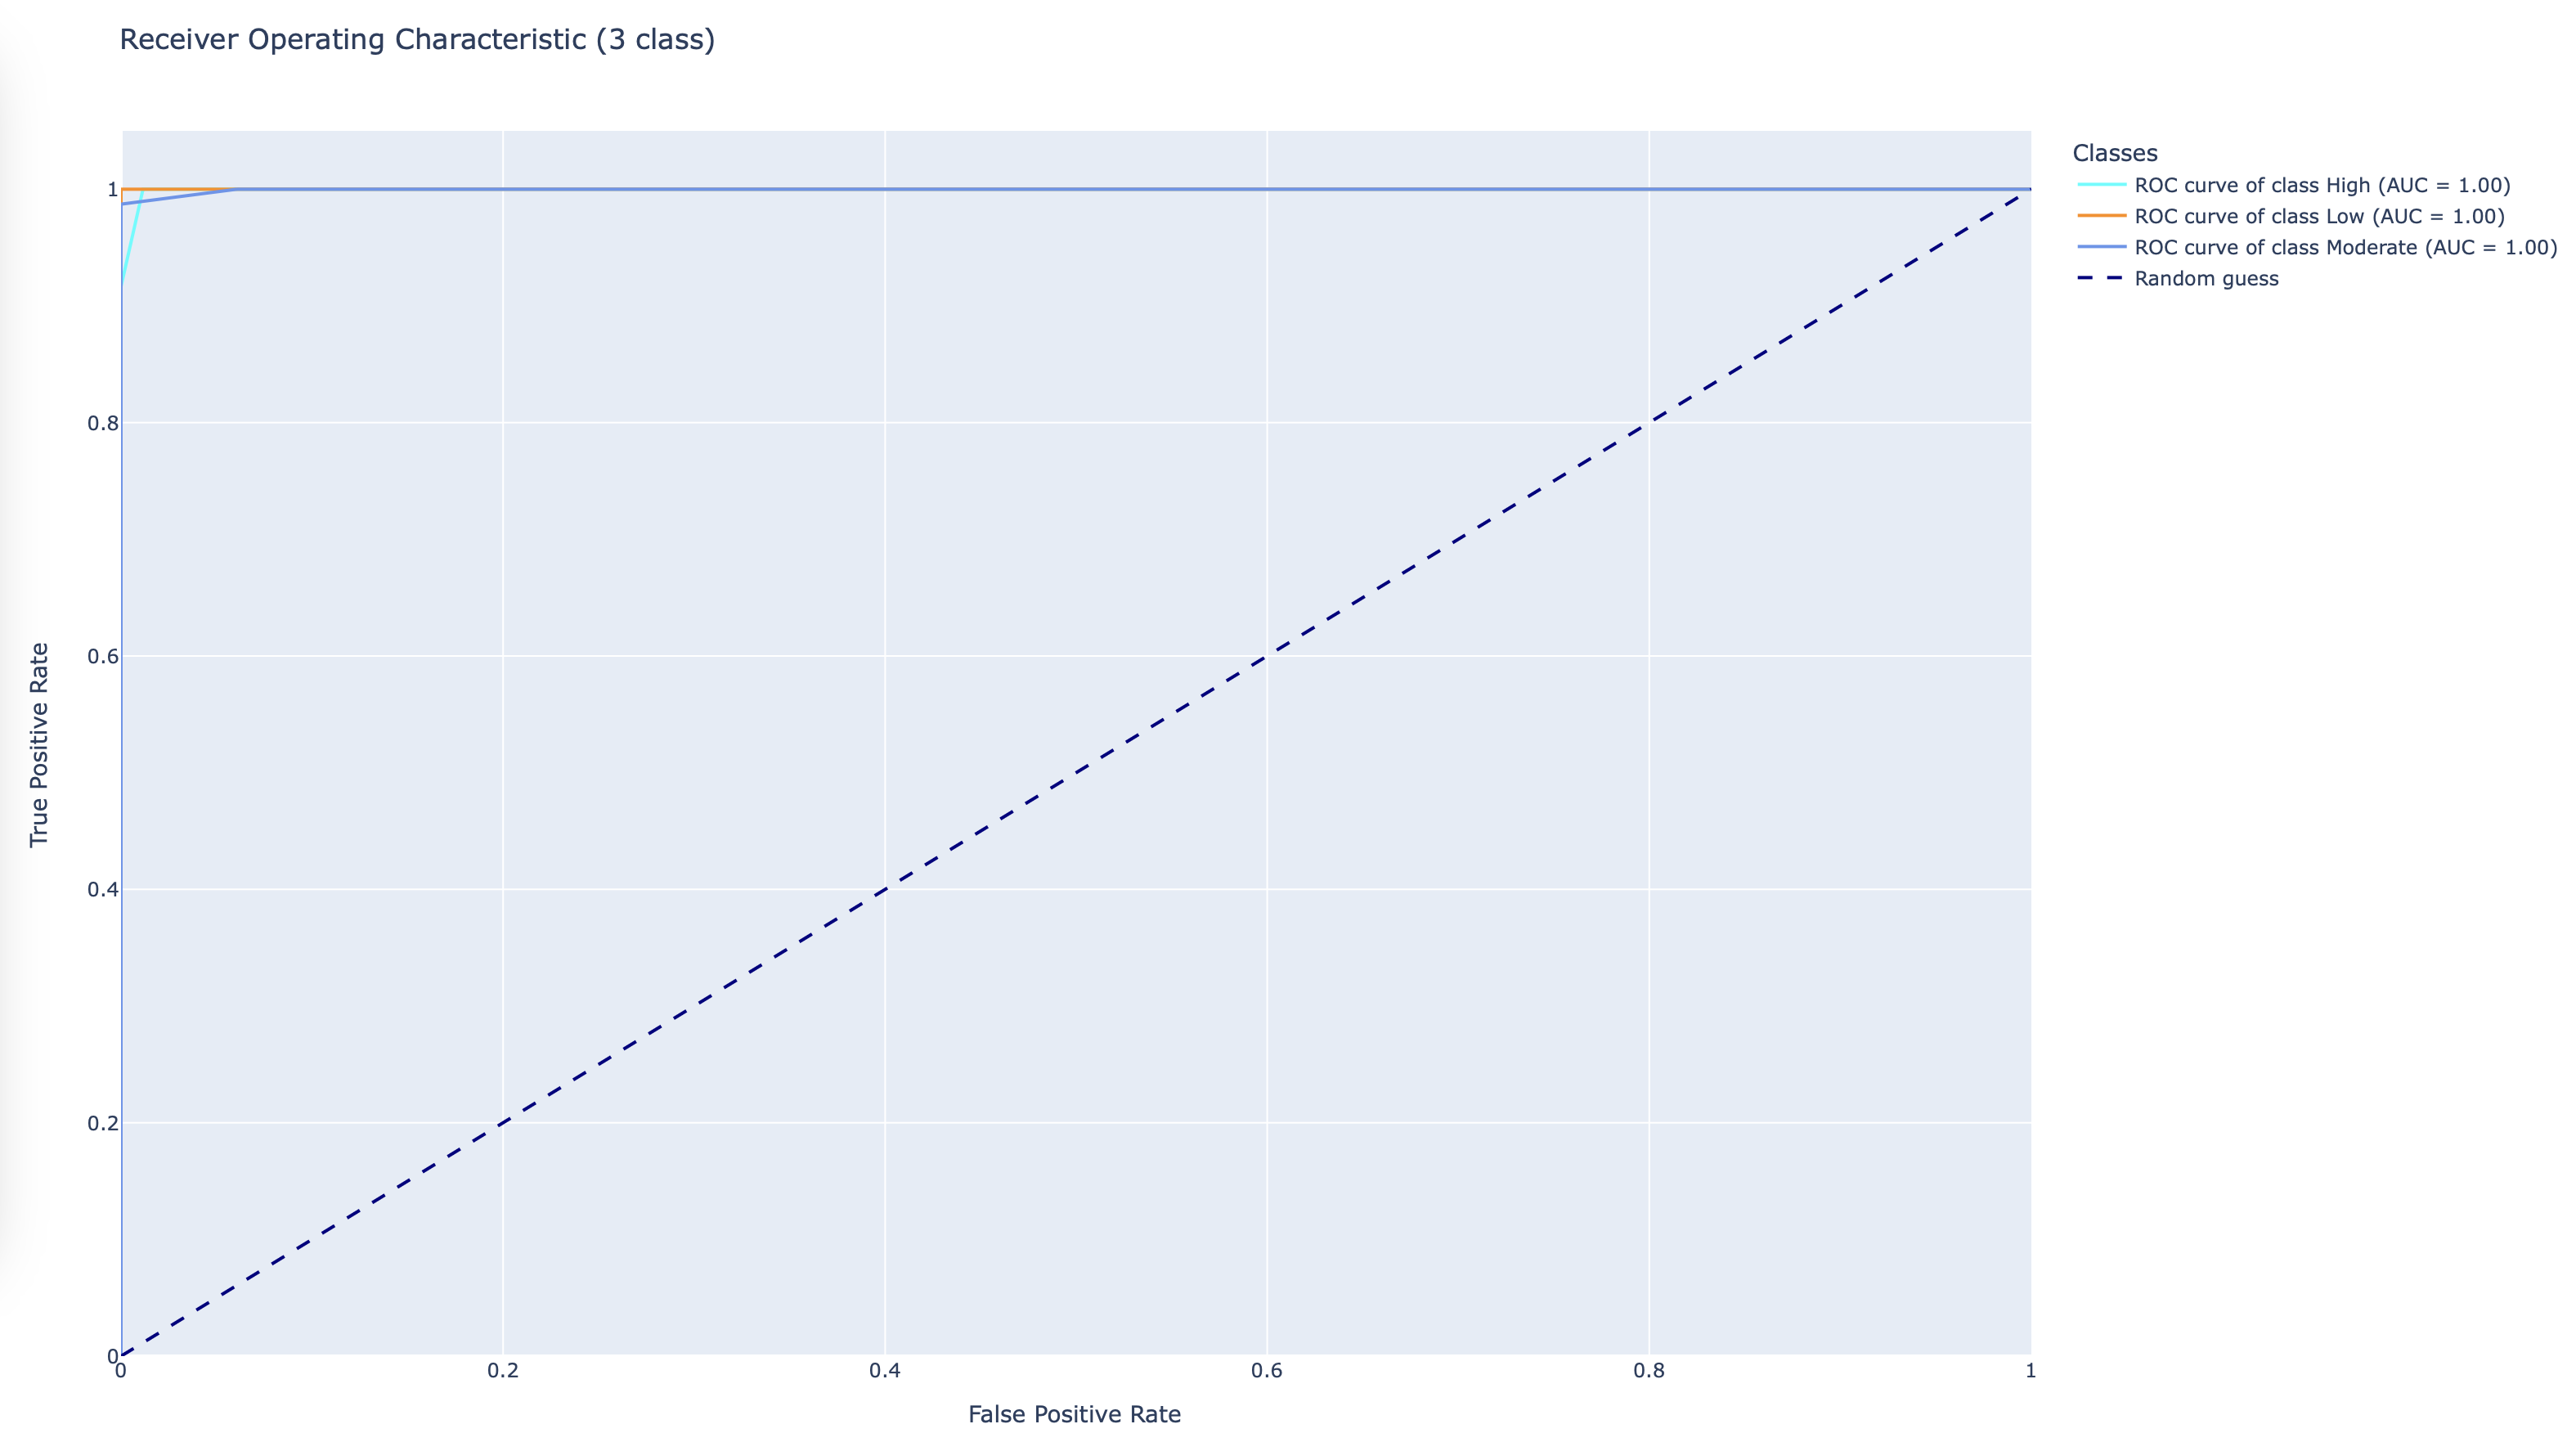 Receiver Operating Characteristic (3 class)
Classes
ROC curve of class High (AUC = 1.00)
ROC curve of class Low (AUC = 1.00)
ROC curve of class Moderate (AUC = 1.00)
Random guess
True Positive Rate
1
0.8
0.6
0.4
0.2
0
0 0.2 0.4 0.6 0.8 1
False Positive Rate